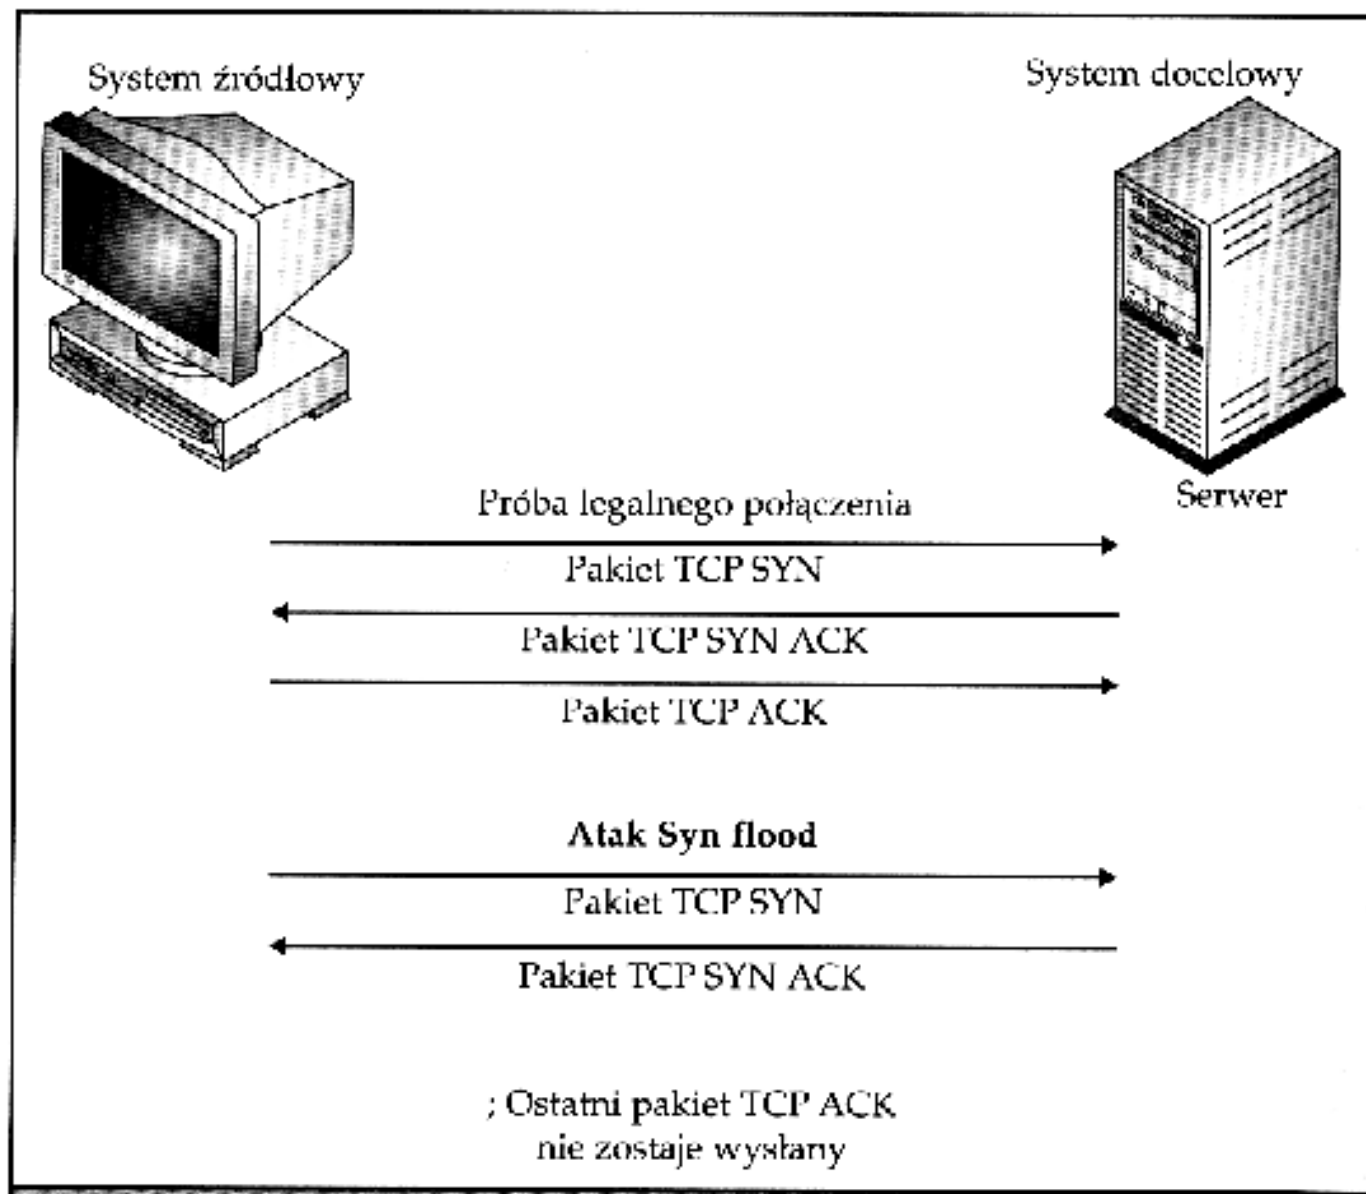 System źródłowy
System docelowy
Serwer
Próba legalnego połączenia
Pakiet TCP SYN
Pakiet TCP SYN ACK
Pakiet TCP ACK
Atak Syn flood
Pakiet TCP SYN
Pakiet TCP SYN ACK
; Ostatni pakiet TCP ACK
nie zostaje wysłany